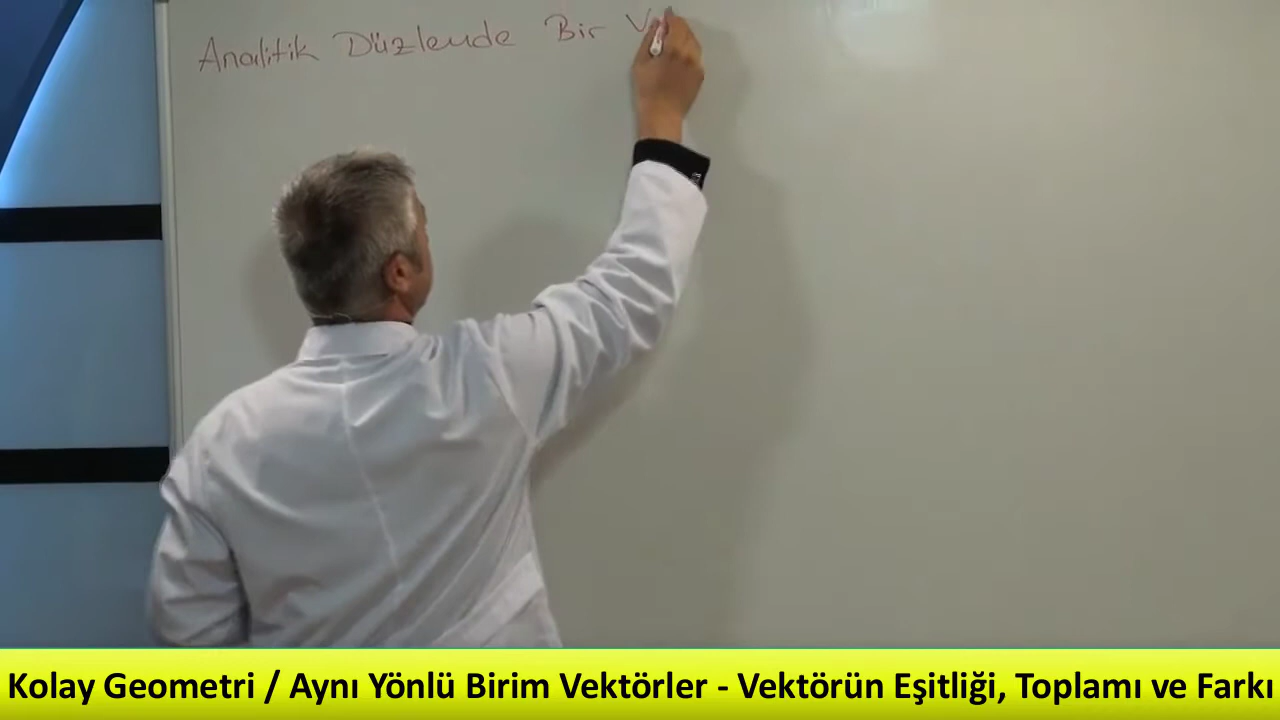 Analitik Düzlemde Bir
Kolay Geometri / Aynı Yönlü Birim Vektörler - Vektörün Eşitliği, Toplamı ve Farkı